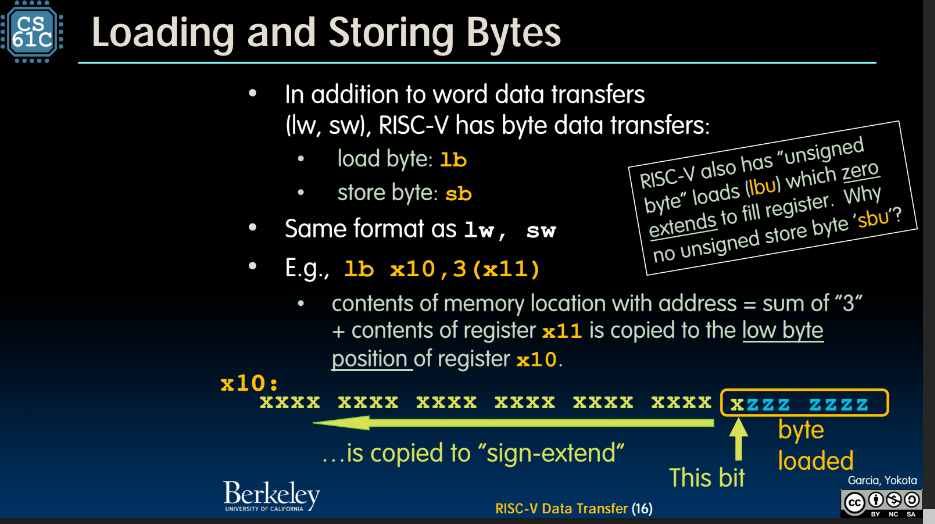 CS
61C
Loading and Storing Bytes
• In addition to word data transfers
(lw, sw), RISC-V has byte data transfers:
• load byte: lb
• store byte: sb
• Same format as lw, sw
• E.g., lb x10,3(x11)
• contents of memory location with address = sum of "3"
+ contents of register x11 is copied to the low byte
position of register x10.
RISC-V also has "unsigned
byte" loads (lbu) which zero
extends to fill register. Why
no unsigned store byte 'sbu'?
x10:
xxxx xxxx xxxx xxxx xxxx xxxx xzzz zzzz
...is copied to "sign-extend"
This bit
byte
loaded
Berkeley
UNIVERSITY OF CALIFORNIA
RISC-V Data Transfer (16)
Garcia, Yokota
cc
BY NC SA